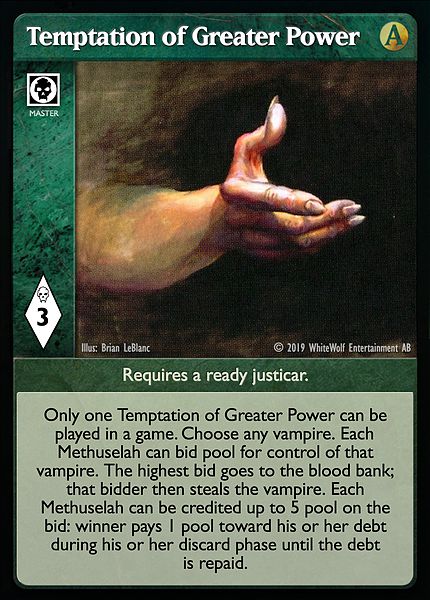 Temptation of Greater Power A
MASTER
3
Illus: Brian LeBlanc © 2019 WhiteWolf Entertainment AB
Requires a ready justicar.
Only one Temptation of Greater Power can be
played in a game. Choose any vampire. Each
Methuselah can bid pool for control of that
vampire. The highest bid goes to the blood bank;
that bidder then steals the vampire. Each
Methuselah can be credited up to 5 pool on the
bid: winner pays 1 pool toward his or her debt
during his or her discard phase until the debt
is repaid.